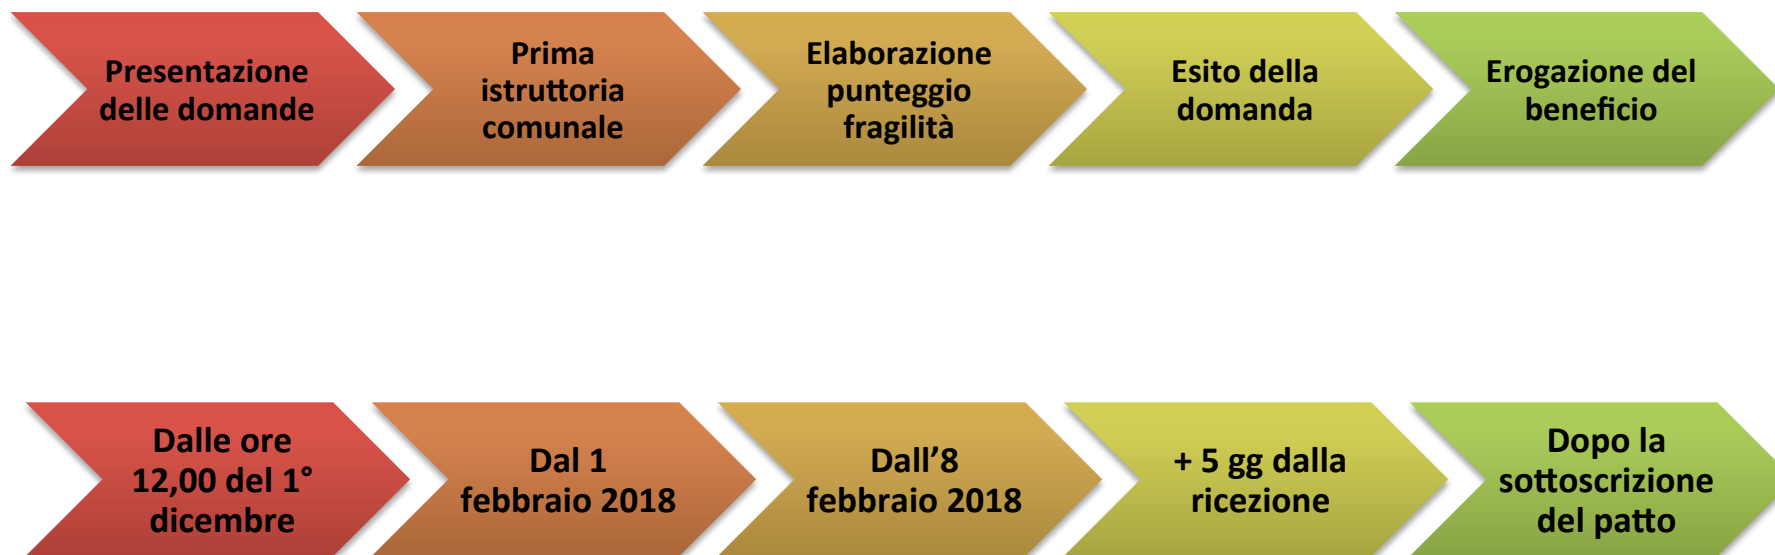 Presentazione
delle domande
Prima
istruttoria
comunale
Elaborazione
punteggio
fragilità
Esito della
domanda
Erogazione del
beneficio
Dalle ore
12,00 del 1°
dicembre
Dal 1
febbraio 2018
Dall’8
febbraio 2018
+ 5 gg dalla
ricezione
Dopo la
sottoscrizione
del patto